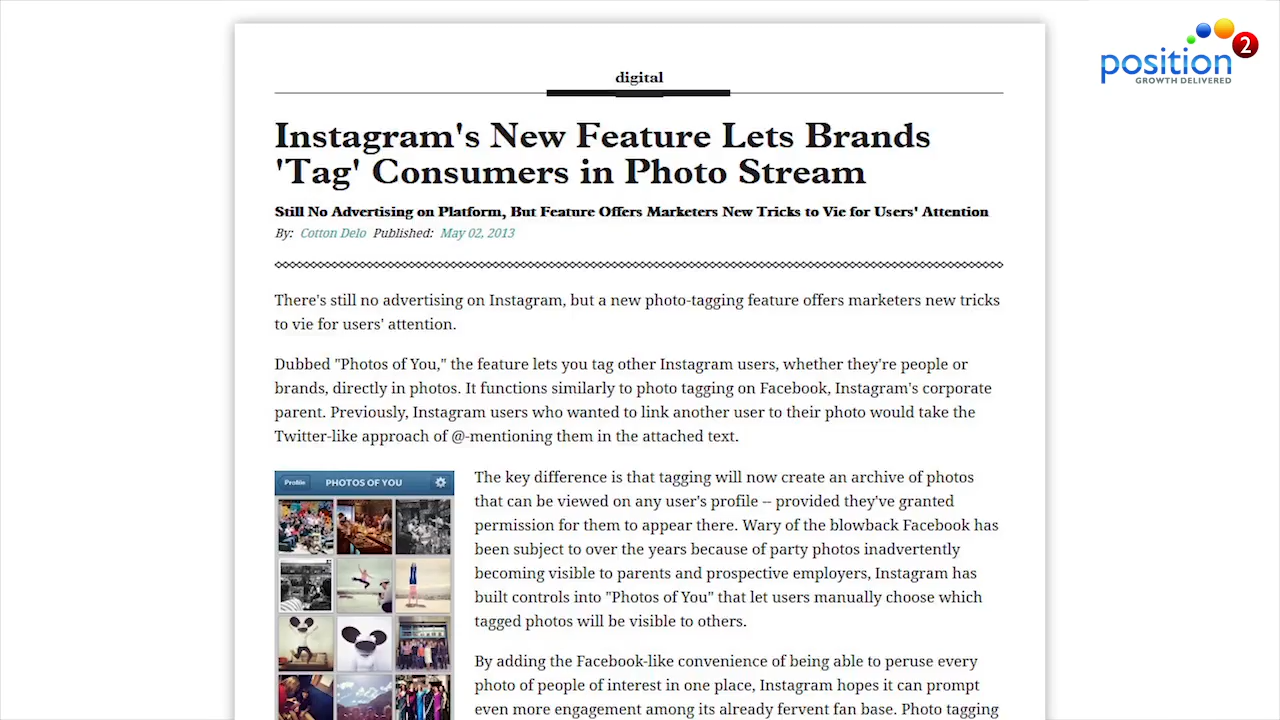 position2
GROWTH DELIVERED
digital
Instagram's New Feature Lets Brands
'Tag' Consumers in Photo Stream
Still No Advertising on Platform, But Feature Offers Marketers New Tricks to Vie for Users' Attention
By: Cotton Delo Published: May 02, 2013
There's still no advertising on Instagram, but a new photo-tagging feature offers marketers new tricks
to vie for users' attention.
Dubbed "Photos of You," the feature lets you tag other Instagram users, whether they're people or
brands, directly in photos. It functions similarly to photo tagging on Facebook, Instagram's corporate
parent. Previously, Instagram users who wanted to link another user to their photo would take the
Twitter-like approach of @-mentioning them in the attached text.
Profile PHOTOS OF YOU
The key difference is that tagging will now create an archive of photos
that can be viewed on any user's profile -- provided they've granted
permission for them to appear there. Wary of the blowback Facebook has
been subject to over the years because of party photos inadvertently
becoming visible to parents and prospective employers, Instagram has
built controls into "Photos of You" that let users manually choose which
tagged photos will be visible to others.
By adding the Facebook-like convenience of being able to peruse every
photo of people of interest in one place, Instagram hopes it can prompt
even more engagement among its already fervent fan base. Photo tagging